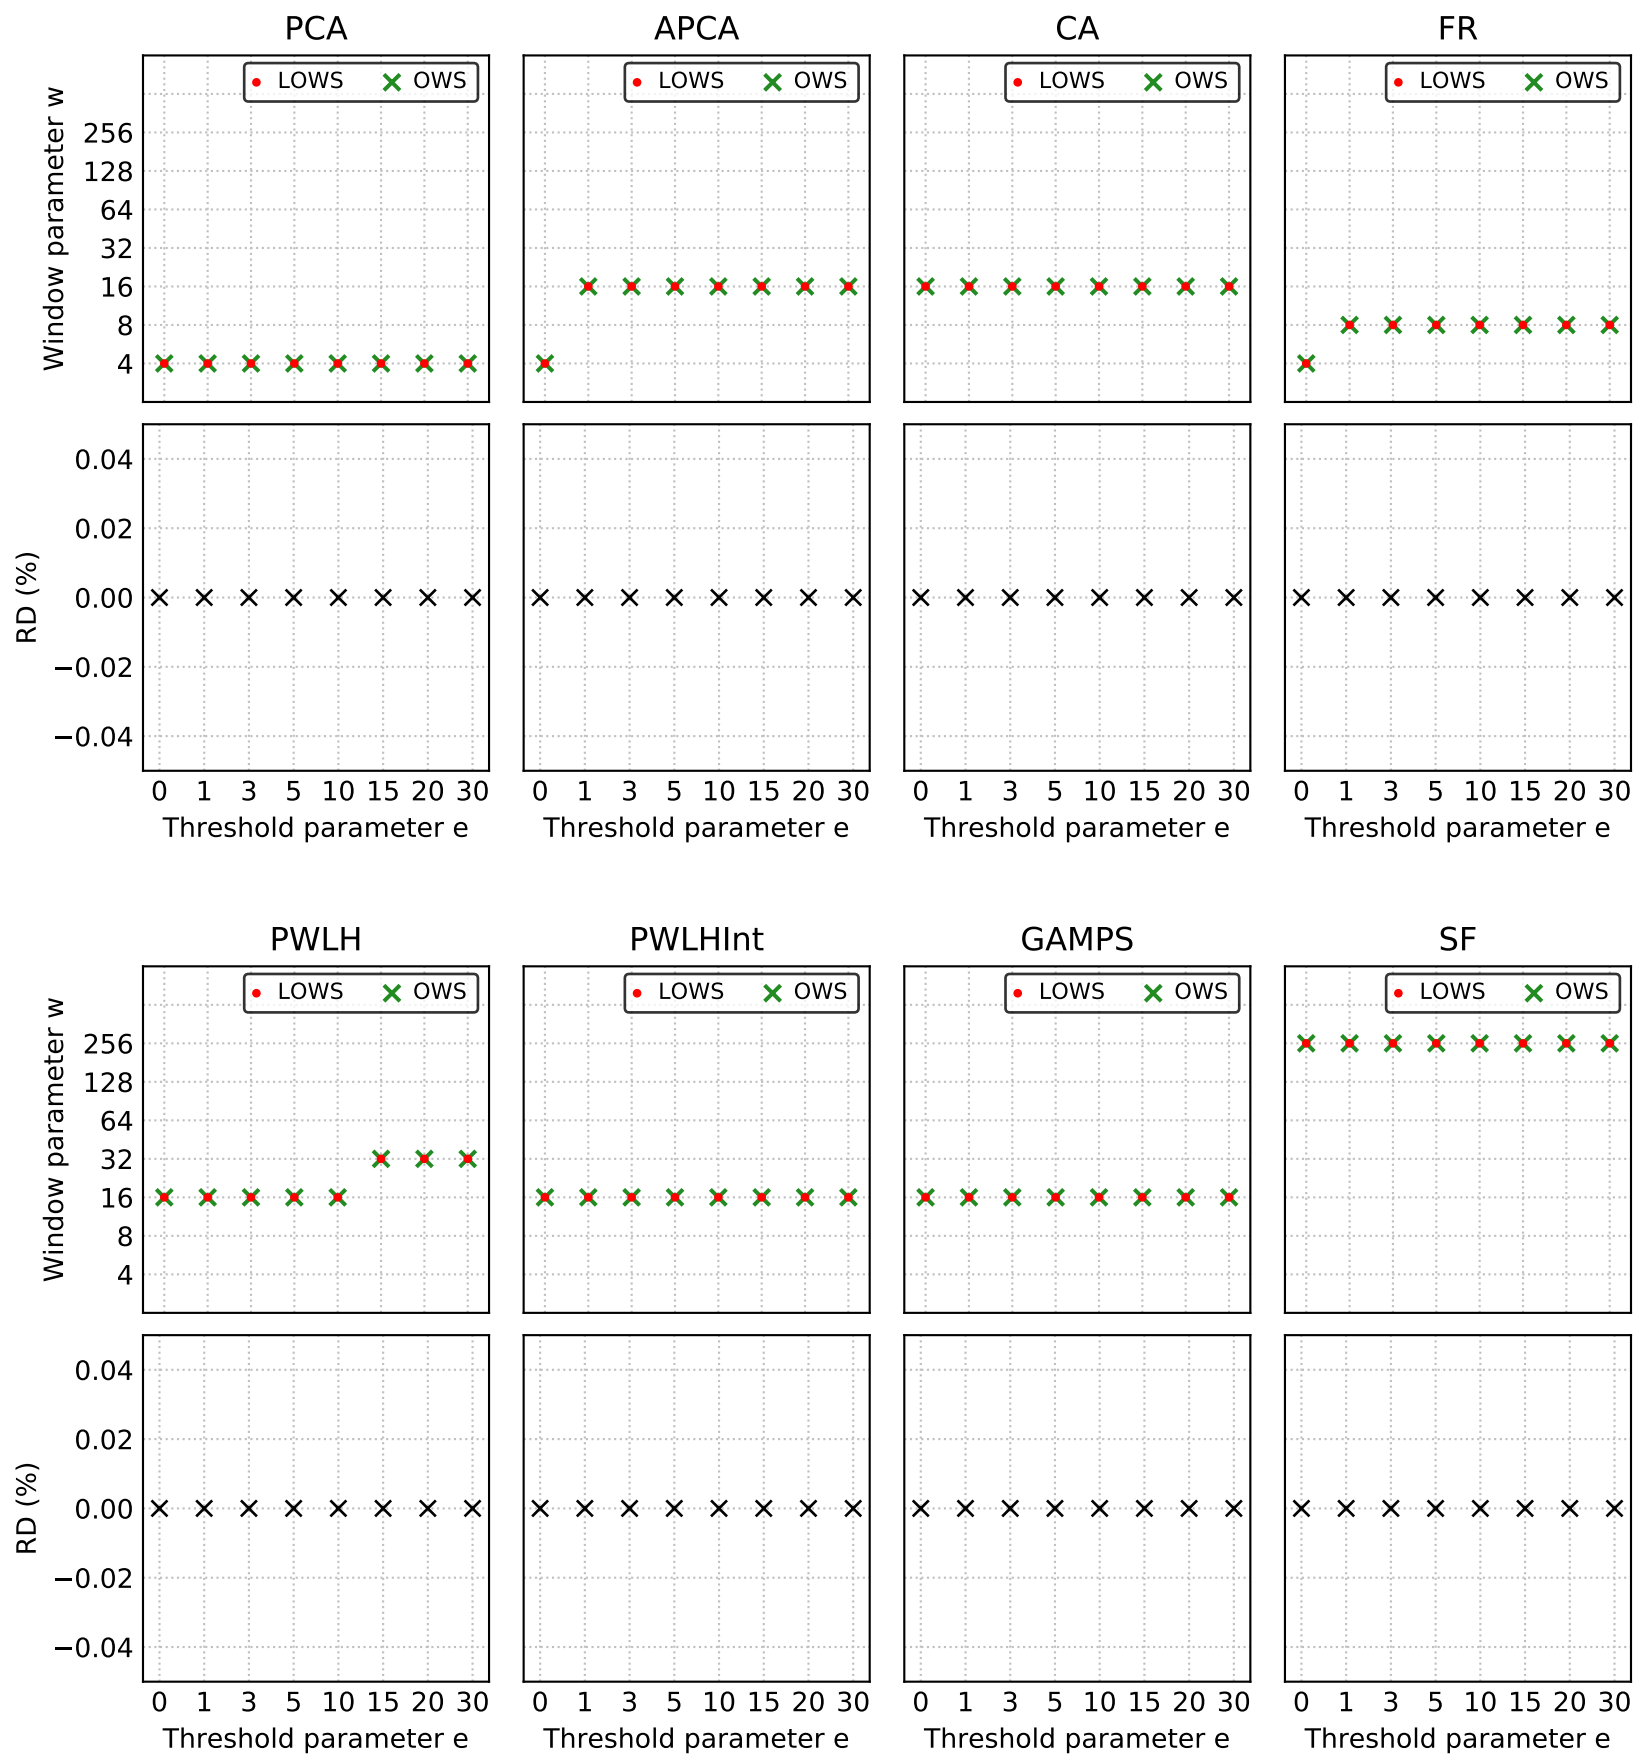 PCA APCA CA FR
LOWS OWS LOWS OWS LOWS OWS LOWS OWS
Window parameter w
256
128
64
32
16
8
4
RD (%)
0.04
0.02
0.00
−0.02
−0.04
0 1 3 5 10 15 20 30 0 1 3 5 10 15 20 30 0 1 3 5 10 15 20 30 0 1 3 5 10 15 20 30
Threshold parameter e Threshold parameter e Threshold parameter e Threshold parameter e
PWLH PWLHInt GAMPS SF
LOWS OWS LOWS OWS LOWS OWS LOWS OWS
Window parameter w
256
128
64
32
16
8
4
RD (%)
0.04
0.02
0.00
−0.02
−0.04
0 1 3 5 10 15 20 30 0 1 3 5 10 15 20 30 0 1 3 5 10 15 20 30 0 1 3 5 10 15 20 30
Threshold parameter e Threshold parameter e Threshold parameter e Threshold parameter e